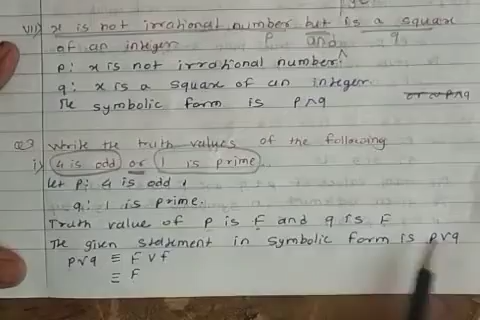 vii) x is not irrational number but is a square
of an integer. p and q
p: x is not irrational number.
q: x is a square of an integer.
The symbolic form is p∧q or ~p∧q
Q3 Write the truth values of the following
i) 4 is odd or 1 is prime.
let p: 4 is odd
q: 1 is prime.
Truth value of p is F and q is F
The given statement in symbolic form is p∨q
p∨q ≡ F∨f
≡ F